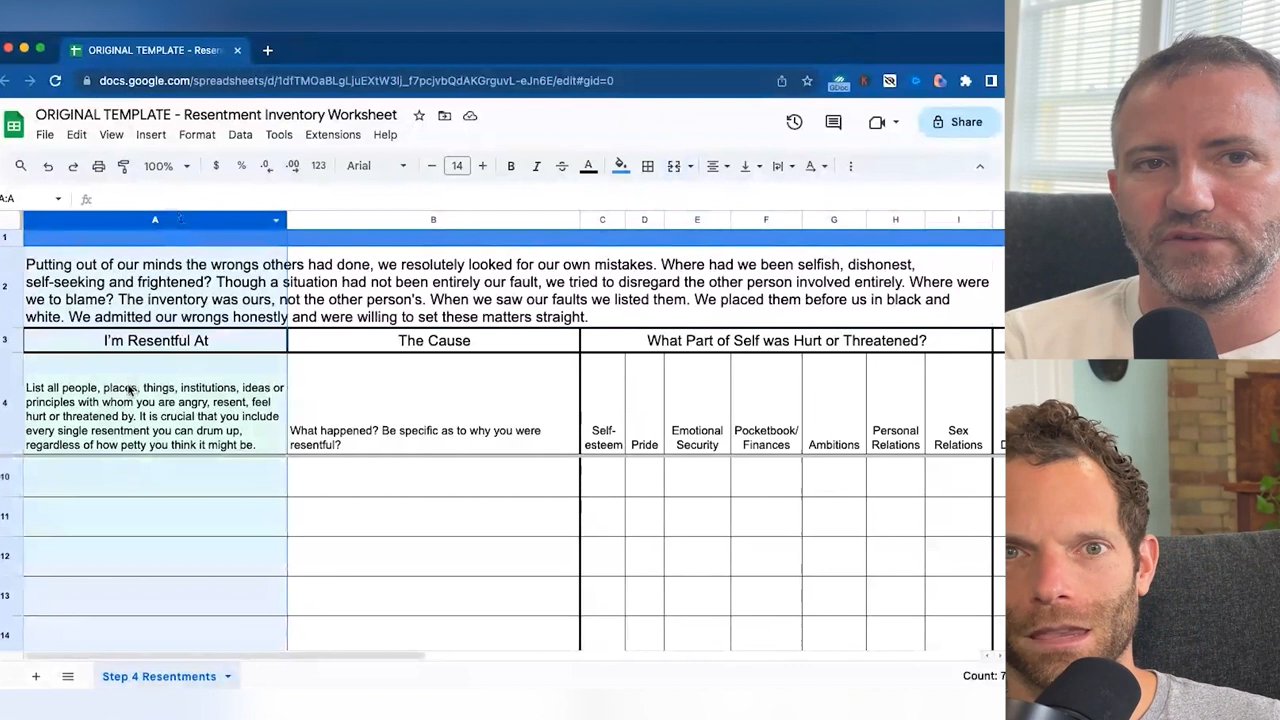 ORIGINAL TEMPLATE - Resen
docs.google.com/spreadsheets/d/
GDoc
ORIGINAL TEMPLATE - Resentment Inventory Worksheet
File Edit View Insert Format Data Tools Extensions Help
Share
100% $ % .0 .00 123 Arial 14 B I S A
A:A fx
A B C D E F G H I
1
2
Putting out of our minds the wrongs others had done, we resolutely looked for our own mistakes. Where had we been selfish, dishonest,
self-seeking and frightened? Though a situation had not been entirely our fault, we tried to disregard the other person involved entirely. Where were
we to blame? The inventory was ours, not the other person's. When we saw our faults we listed them. We placed them before us in black and
white. We admitted our wrongs honestly and were willing to set these matters straight.
3 I'm Resentful At The Cause What Part of Self was Hurt or Threatened?
4
List all people, places, things, institutions, ideas or
principles with whom you are angry, resent, feel
hurt or threatened by. It is crucial that you include
every single resentment you can drum up,
regardless of how petty you think it might be.
What happened? Be specific as to why you were
resentful?
Self-
esteem
Pride
Emotional
Security
Pocketbook/
Finances
Ambitions
Personal
Relations
Sex
Relations
10
11
12
13
14
Step 4 Resentments
Count: 7